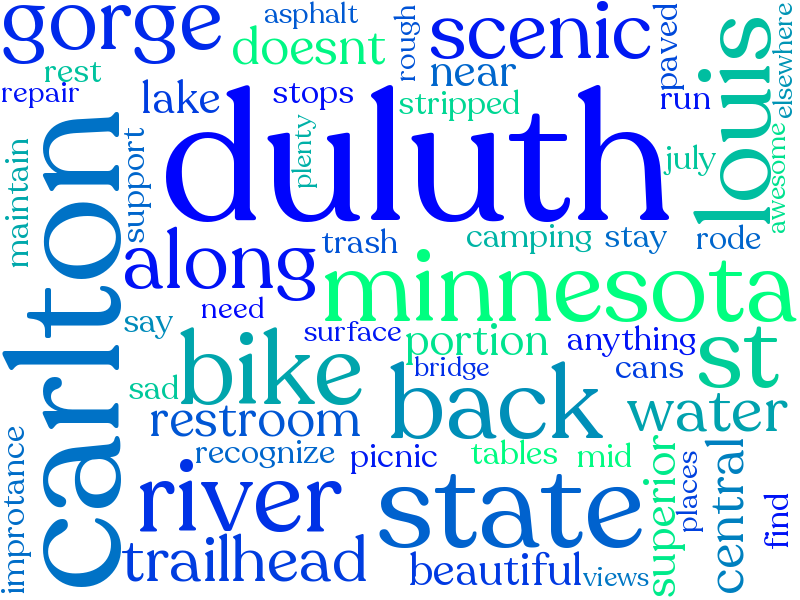 gorge
asphalt
doesnt
rest
repair
lake
stops
rough
scenic
near
stripped
paved
run
louis
elsewhere
duluth
plenty
july
awesome
carlton
maintain
support
along
trash
camping
stay
rode
need
minnesota
say
surface
portion
anything
st
sad
bike
bridge
cans
back
restroom
water
recognize
picnic
tables
mid
improtance
river
state
superior
places
central
find
trailhead
beautiful
views